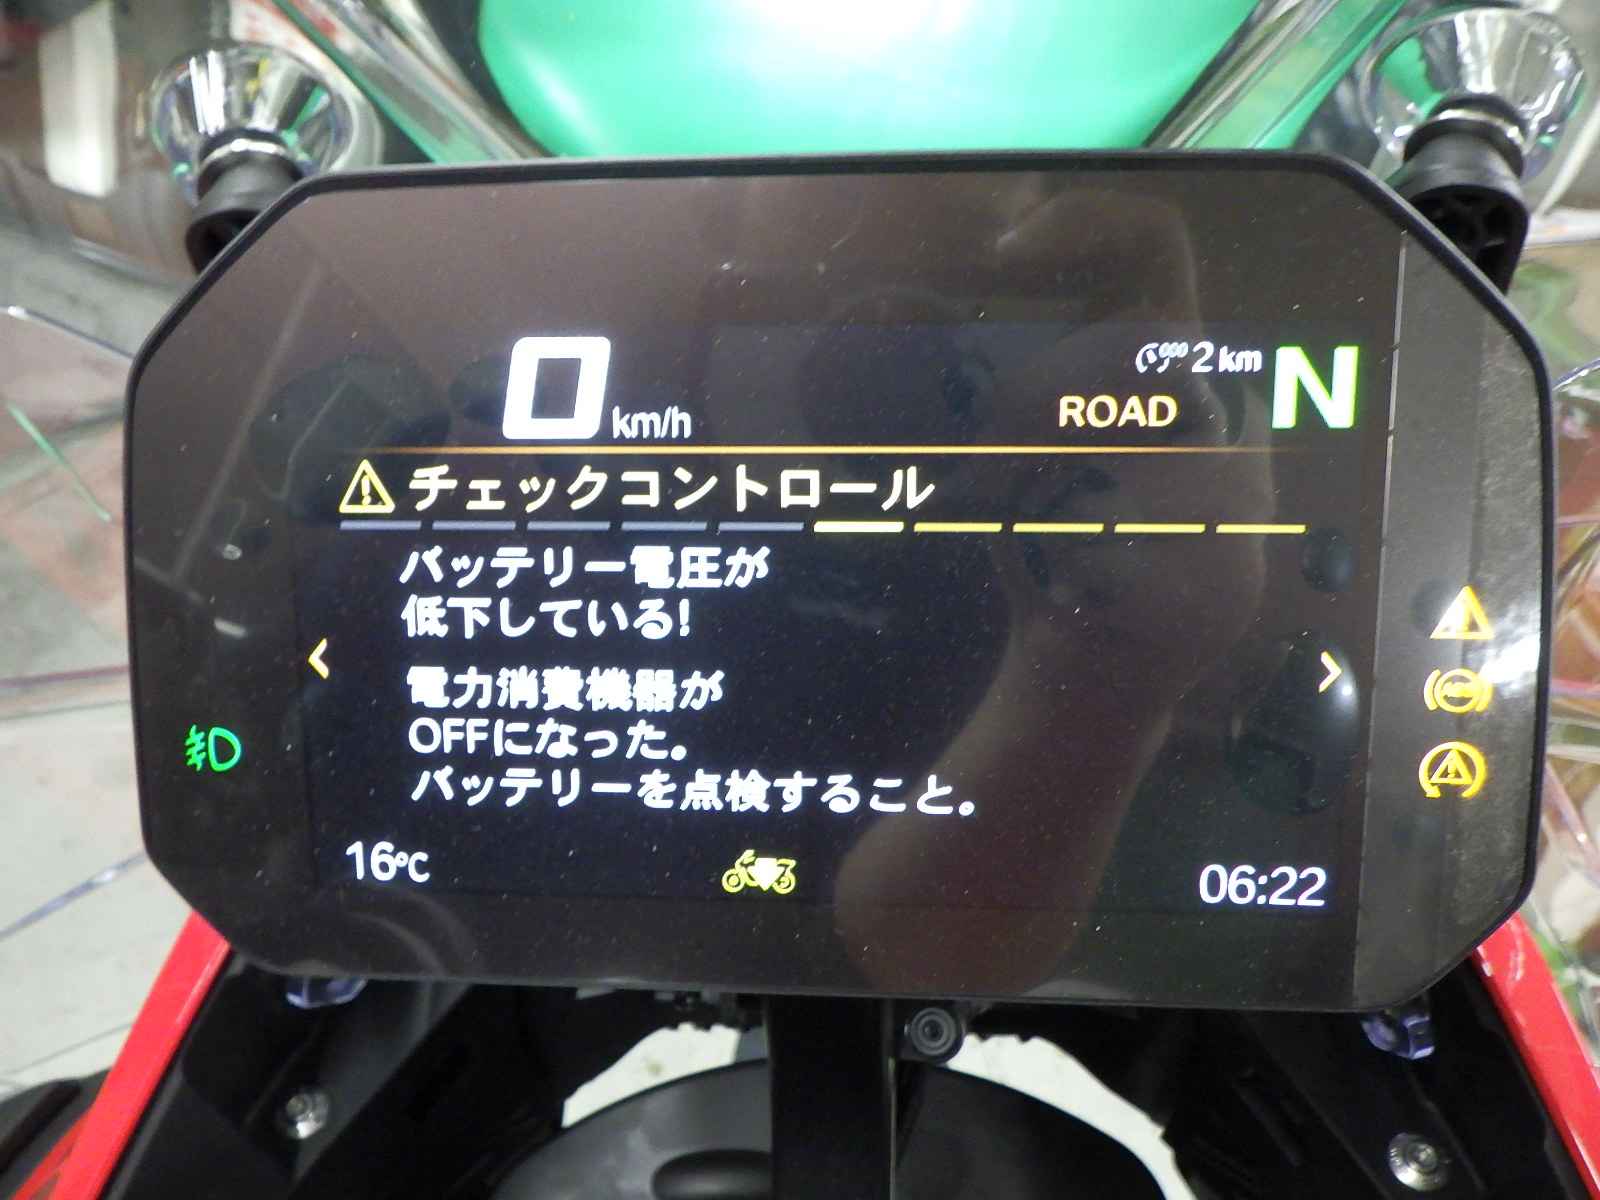 0 km/h
2 km
ROAD
N
チェックコントロール
バッテリー電圧が
低下している!
電力消費機器が
OFFになった。
バッテリーを点検すること。
16℃
06:22